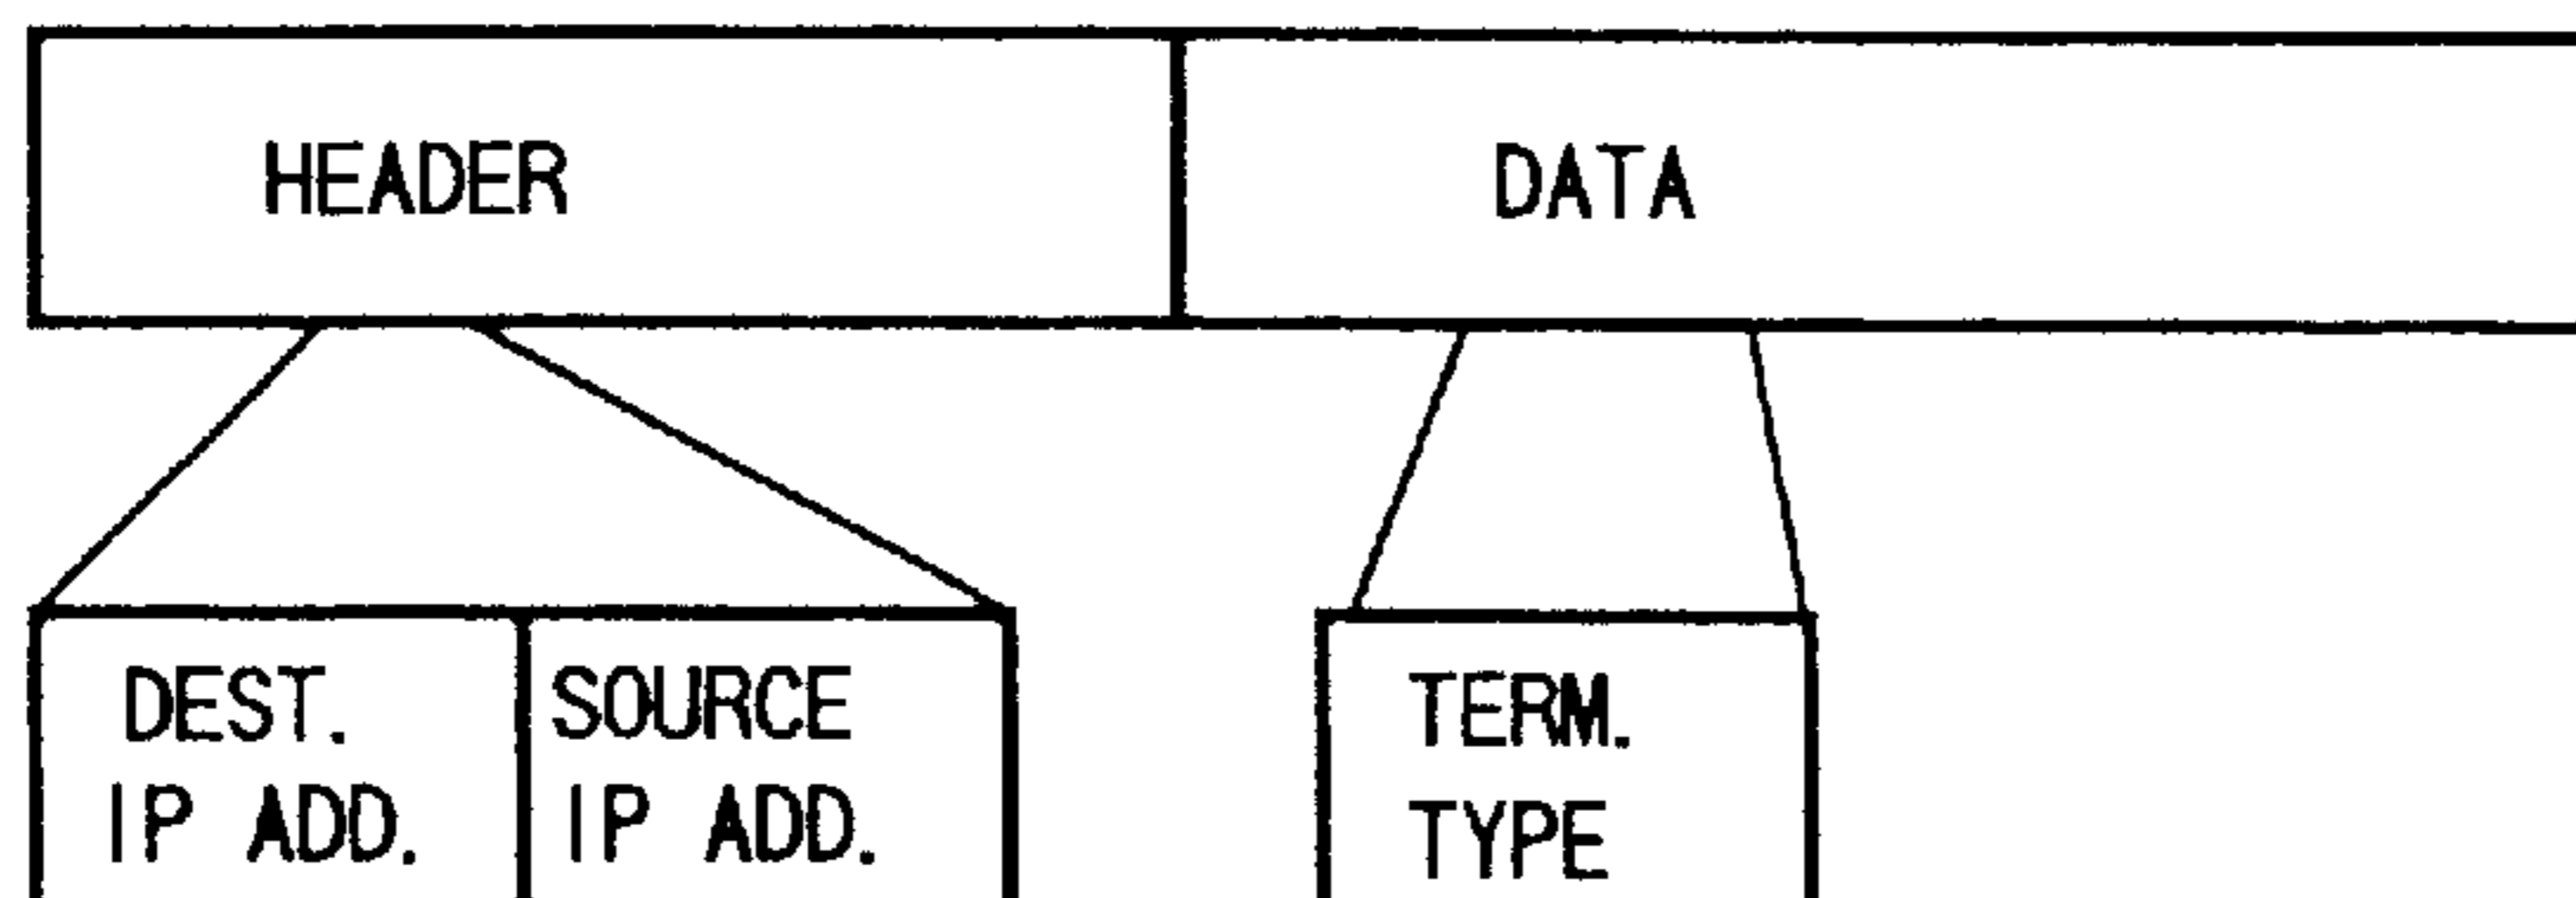 HEADER
DATA
DEST.
IP ADD.
SOURCE
IP ADD.
TERM.
TYPE